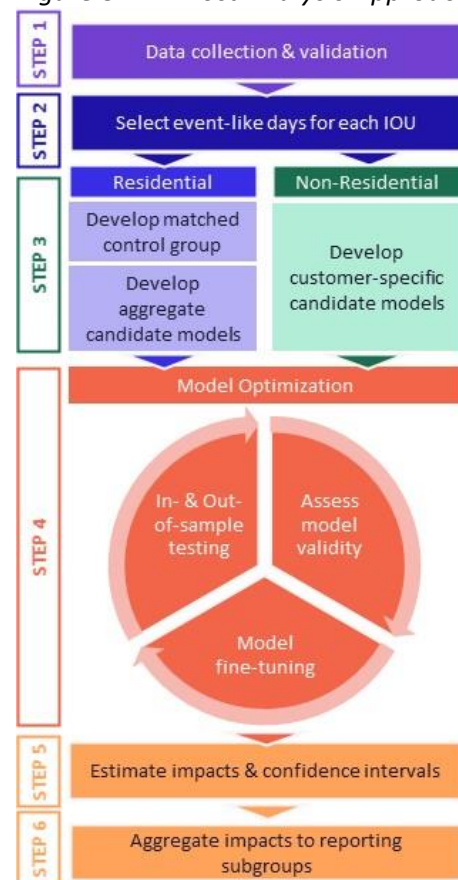 STEP 1
Data collection & validation
STEP 2
Select event-like days for each IOU
STEP 3
Residential
Non-Residential
Develop matched
control group
Develop
aggregate
candidate models
Develop
customer-specific
candidate models
STEP 4
Model Optimization
In- & Out-
of-sample
testing
Assess
model
validity
Model
fine-tuning
STEP 5
Estimate impacts & confidence intervals
STEP 6
Aggregate impacts to reporting
subgroups